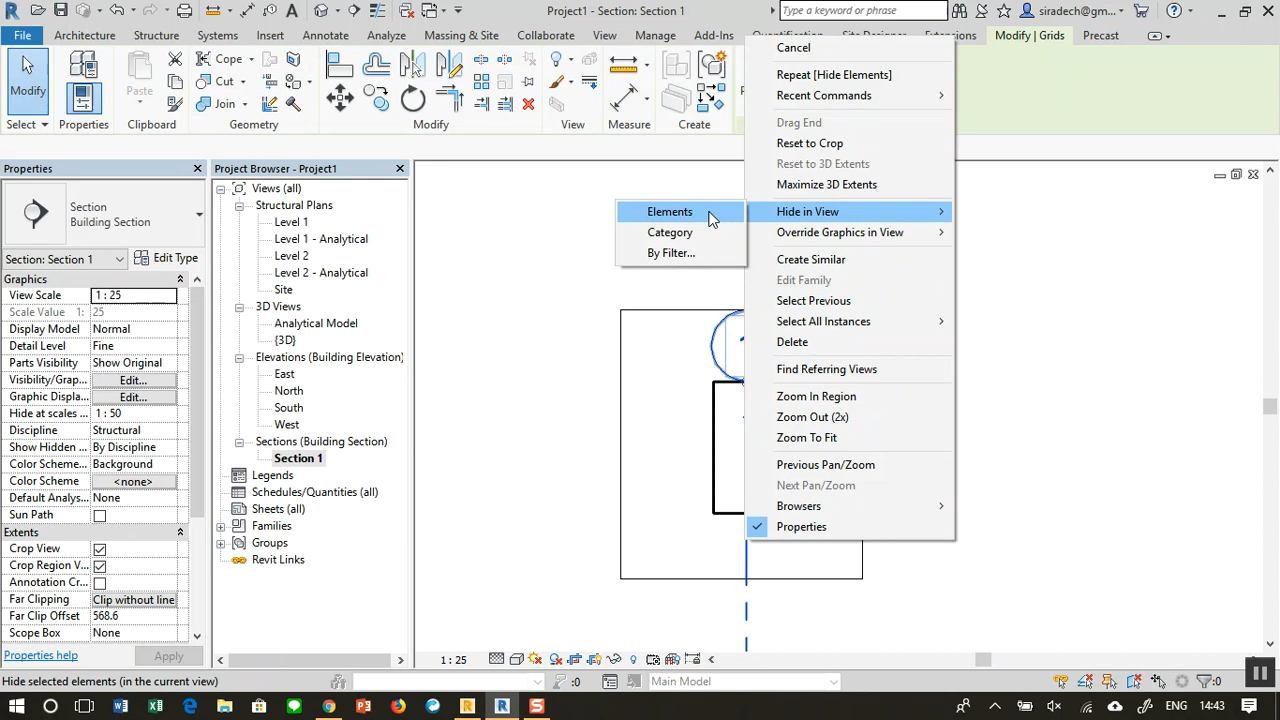 Project1 - Section: Section 1
Type a keyword or phrase
siradech@gm...
File
Architecture
Structure
Systems
Insert
Annotate
Analyze
Massing & Site
Collaborate
View
Manage
Add-Ins
Modify | Grids
Precast
Modify
Select
Properties
Paste
Clipboard
Cope
Cut
Join
Geometry
Modify
View
Measure
Create
Properties
Section
Building Section
Section: Section 1
Edit Type
Graphics
View Scale 1 : 25
Scale Value 1: 25
Display Model Normal
Detail Level Fine
Parts Visibility Show Original
Visibility/Grap... Edit...
Graphic Displa... Edit...
Hide at scales ... 1 : 50
Discipline Structural
Show Hidden ... By Discipline
Color Scheme... Background
Color Scheme <none>
Default Analys... None
Sun Path
Extents
Crop View
Crop Region V...
Annotation Cr...
Far Clipping Clip without line
Far Clip Offset 568.6
Scope Box None
Properties help
Apply
Project Browser - Project1
Views (all)
Structural Plans
Level 1
Level 1 - Analytical
Level 2
Level 2 - Analytical
Site
3D Views
Analytical Model
{3D}
Elevations (Building Elevation)
East
North
South
West
Sections (Building Section)
Section 1
Legends
Schedules/Quantities (all)
Sheets (all)
Families
Groups
Revit Links
Elements
Category
By Filter...
Cancel
Repeat [Hide Elements]
Recent Commands
Drag End
Reset to Crop
Reset to 3D Extents
Maximize 3D Extents
Hide in View
Override Graphics in View
Create Similar
Edit Family
Select Previous
Select All Instances
Delete
Find Referring Views
Zoom In Region
Zoom Out (2x)
Zoom To Fit
Previous Pan/Zoom
Next Pan/Zoom
Browsers
Properties
1 : 25
Hide selected elements (in the current view)
:0
Main Model
:0
ENG
14:43